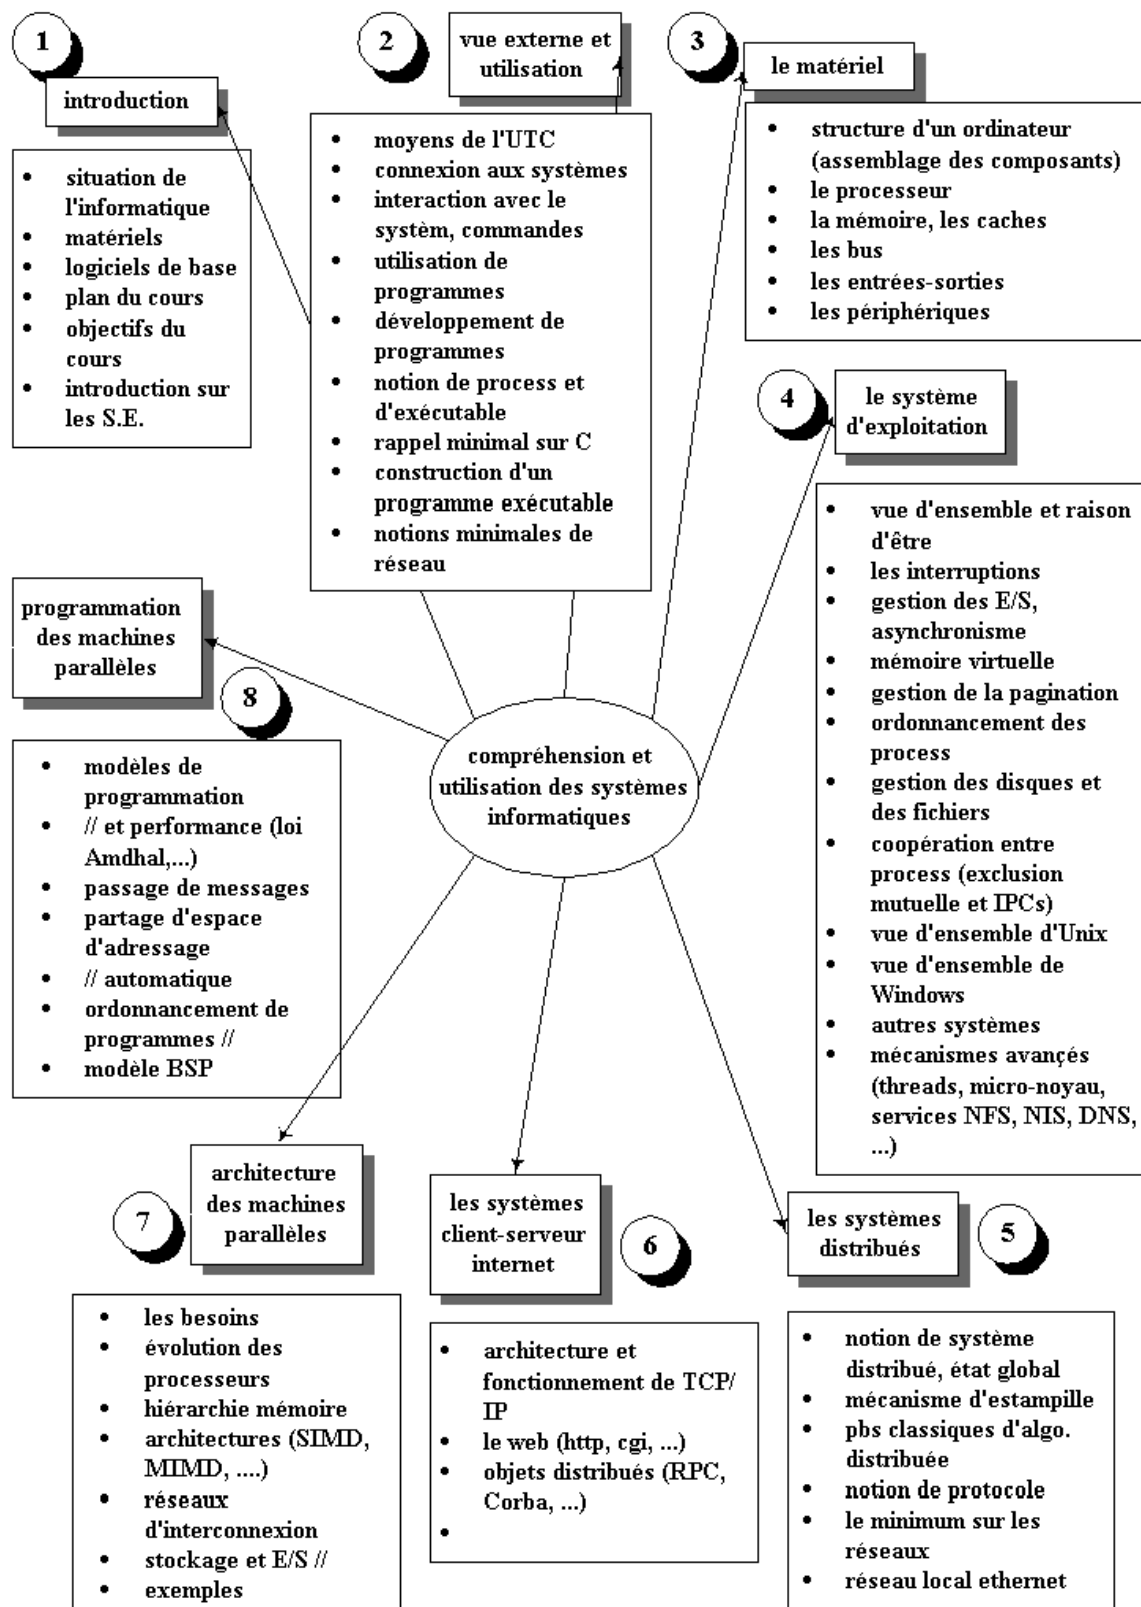 1
introduction
• situation de
l'informatique
• matériels
• logiciels de base
• plan du cours
• objectifs du
cours
• introduction sur
les S.E.
2
vue externe et
utilisation
• moyens de l'UTC
• connexion aux systèmes
• interaction avec le
systèm, commandes
• utilisation de
programmes
• développement de
programmes
• notion de process et
d'exécutable
• rappel minimal sur C
• construction d'un
programme exécutable
• notions minimales de
réseau
3
le matériel
• structure d'un ordinateur
(assemblage des composants)
• le processeur
• la mémoire, les caches
• les bus
• les entrées-sorties
• les périphériques
4
le système
d'exploitation
• vue d'ensemble et raison
d'être
• les interruptions
• gestion des E/S,
asynchronisme
• mémoire virtuelle
• gestion de la pagination
• ordonnancement des
process
• gestion des disques et
des fichiers
• coopération entre
process (exclusion
mutuelle et IPCs)
• vue d'ensemble d'Unix
• vue d'ensemble de
Windows
• autres systèmes
• mécanismes avançés
(threads, micro-noyau,
services NFS, NIS, DNS,
...)
compréhension et
utilisation des systèmes
informatiques
programmation
des machines
parallèles
8
• modèles de
programmation
• // et performance (loi
Amdhal,...)
• passage de messages
• partage d'espace
d'adressage
• // automatique
• ordonnancement de
programmes //
• modèle BSP
7
architecture
des machines
parallèles
• les besoins
• évolution des
processeurs
• hiérarchie mémoire
• architectures (SIMD,
MIMD, ....)
• réseaux
d'interconnexion
• stockage et E/S //
• exemples
les systèmes
client-serveur
internet
6
• architecture et
fonctionnement de TCP/
IP
• le web (http, cgi, ...)
• objets distribués (RPC,
Corba, ...)
•
les systèmes
distribués
5
• notion de système
distribué, état global
• mécanisme d'estampille
• pbs classiques d'algo.
distribuée
• notion de protocole
• le minimum sur les
réseaux
• réseau local ethernet